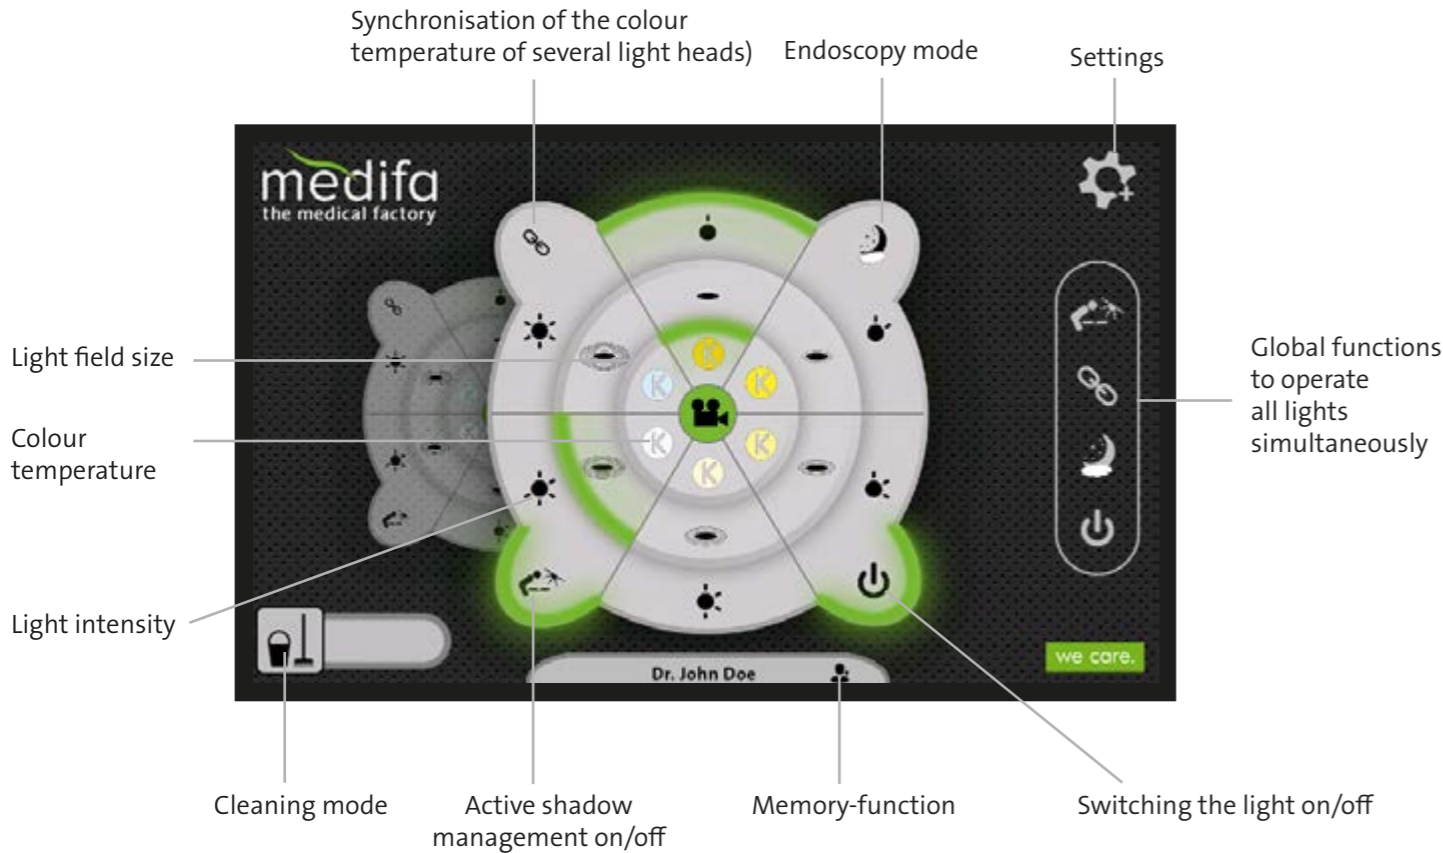 Synchronisation of the colour
temperature of several light heads)
Endoscopy mode
Settings
medifa
the medical factory
Light field size
Colour
temperature
Light intensity
K
K
K
K
K
K
Global functions
to operate
all lights
simultaneously
we care.
Dr. John Doe
Cleaning mode
Active shadow
management on/off
Memory-function
Switching the light on/off